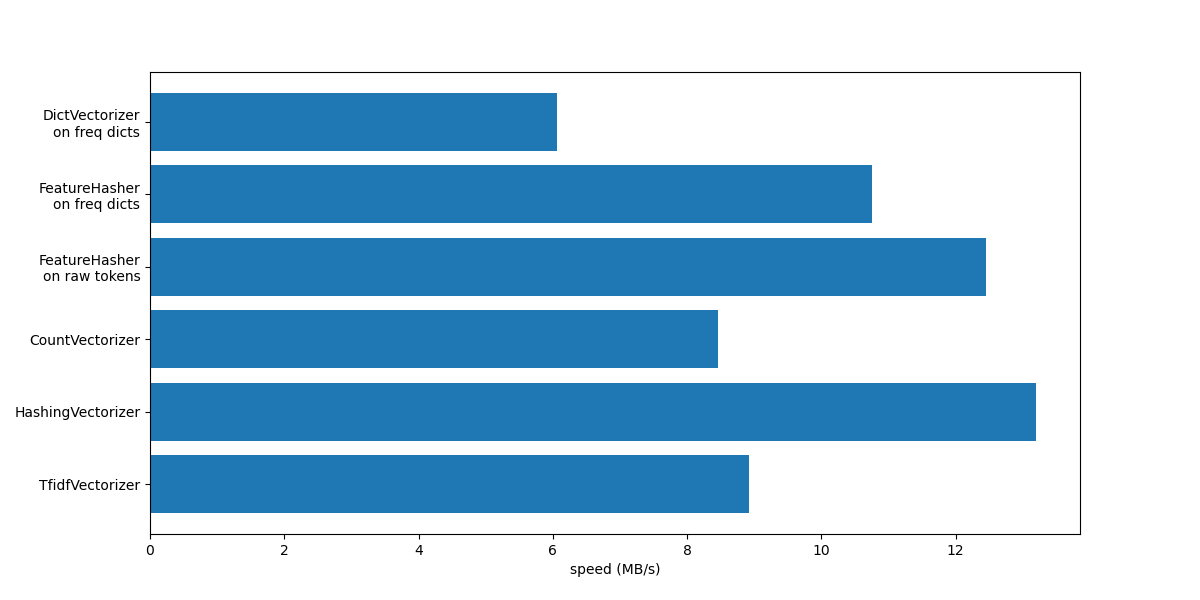 DictVectorizer
on freq dicts
FeatureHasher
on freq dicts
FeatureHasher
on raw tokens
CountVectorizer
HashingVectorizer
TfidfVectorizer
0 2 4 6 8 10 12
speed (MB/s)